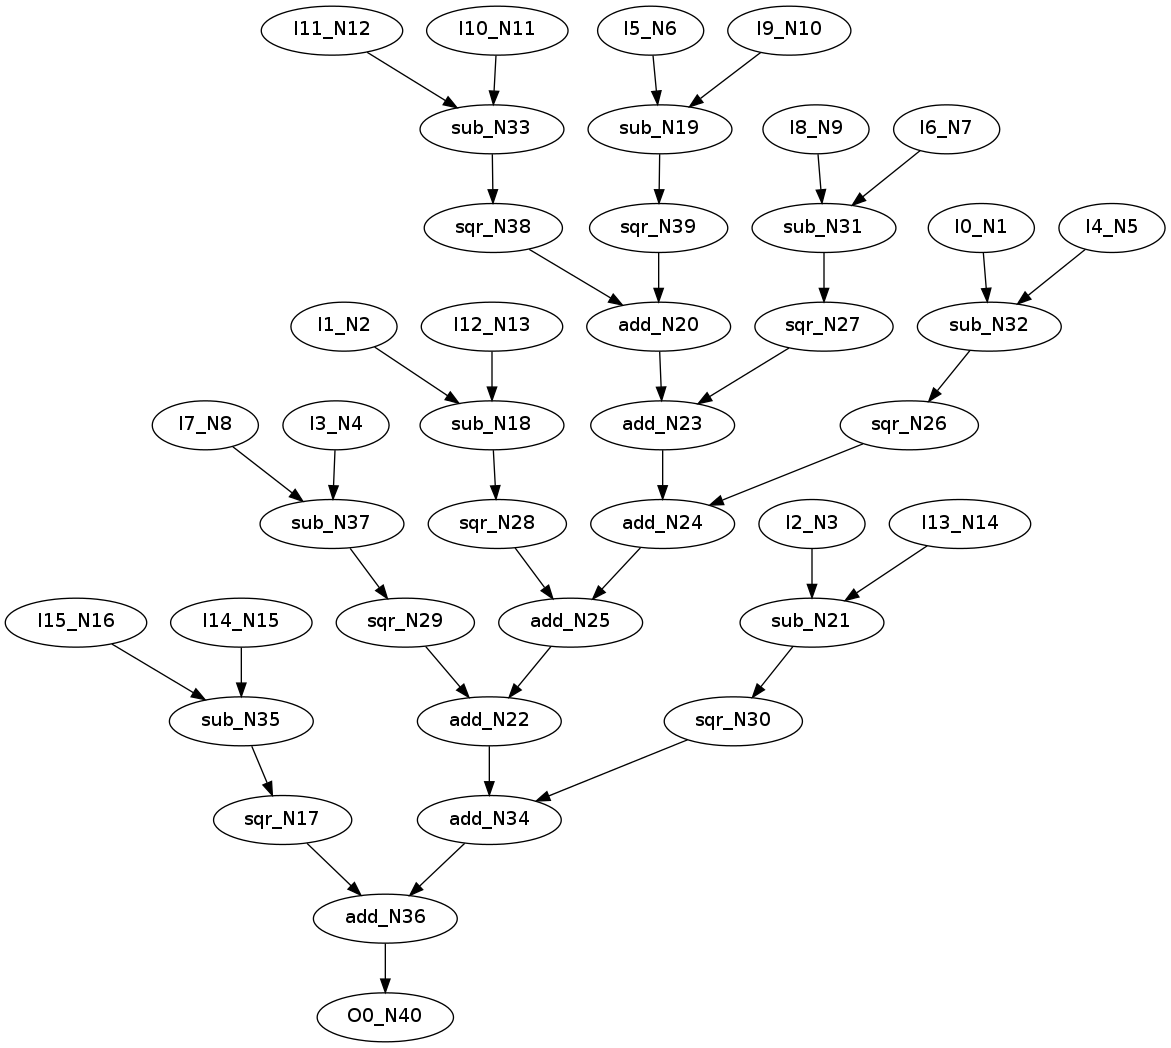 I11_N12 I10_N11 I5_N6 I9_N10
sub_N33 sub_N19 I8_N9 I6_N7
sqr_N38 sqr_N39 sub_N31 I0_N1 I4_N5
I1_N2 I12_N13 add_N20 sqr_N27 sub_N32
I7_N8 I3_N4 sub_N18 add_N23 sqr_N26
sub_N37 sqr_N28 add_N24 I2_N3 I13_N14
I15_N16 I14_N15 sqr_N29 add_N25 sub_N21
sub_N35 add_N22 sqr_N30
sqr_N17 add_N34
add_N36
O0_N40